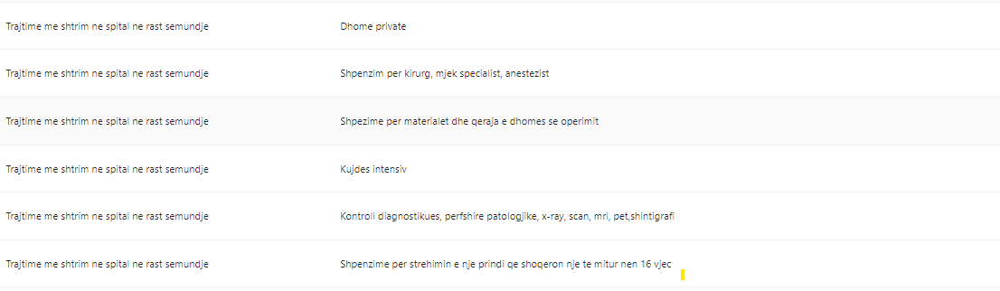 Trajtime me shtrim ne spital ne rast semundje Dhome private
Trajtime me shtrim ne spital ne rast semundje Shpenzim per kirurg, mjek specialist, anestezist
Trajtime me shtrim ne spital ne rast semundje Shpezime per materialet dhe qeraja e dhomes se operimit
Trajtime me shtrim ne spital ne rast semundje Kujdes intensiv
Trajtime me shtrim ne spital ne rast semundje Kontroll diagnostikues, perfshire patologjike, x-ray, scan, mri, pet,shintigrafi
Trajtime me shtrim ne spital ne rast semundje Shpenzime per strehimin e nje prindi qe shoqeron nje te mitur nen 16 vjec